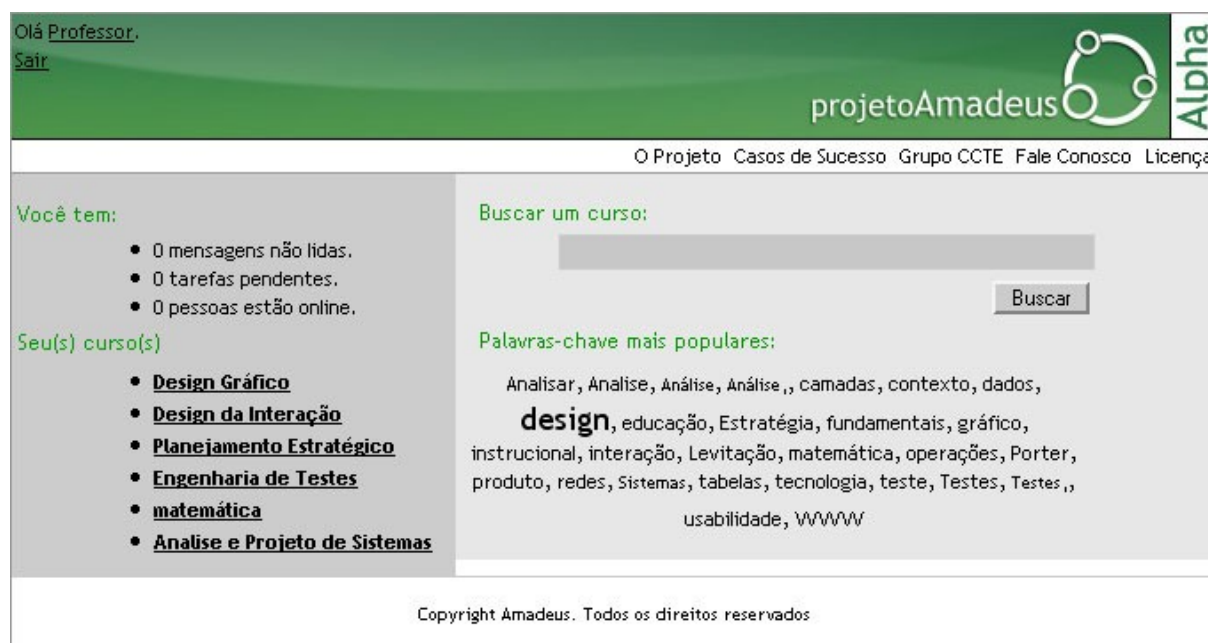 Olá Professor.
Sair
projetoAmadeus
Alpha
O Projeto Casos de Sucesso Grupo CCTE Fale Conosco Licença
Você tem:
0 mensagens não lidas.
0 tarefas pendentes.
0 pessoas estão online.
Seu(s) curso(s)
Design Gráfico
Design da Interação
Planejamento Estratégico
Engenharia de Testes
matemática
Analise e Projeto de Sistemas
Buscar um curso:
Buscar
Palavras-chave mais populares:
Analisar, Analise, Análise, Análise,, camadas, contexto, dados,
design, educação, Estratégia, fundamentais, gráfico,
instrucional, interação, Levitação, matemática, operações, Porter,
produto, redes, Sistemas, tabelas, tecnologia, teste, Testes, Testes,,
usabilidade, WWW
Copyright Amadeus. Todos os direitos reservados